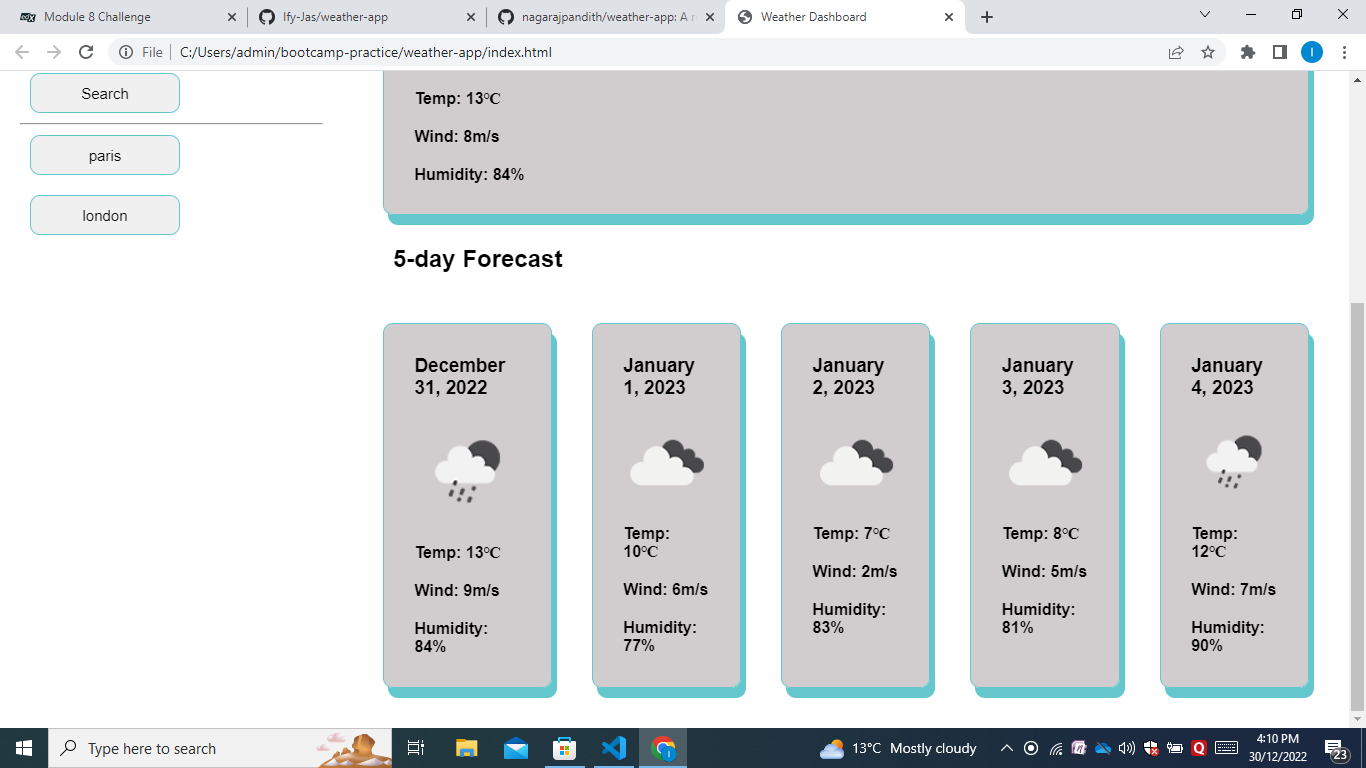 Module 8 Challenge
Ify-Jas/weather-app
nagarajpandith/weather-app: A r
Weather Dashboard
File
C:/Users/admin/bootcamp-practice/weather-app/index.html
I
Search
paris
london
Temp: 13℃
Wind: 8m/s
Humidity: 84%
5-day Forecast
December
31, 2022
Temp: 13℃
Wind: 9m/s
Humidity:
84%
January
1, 2023
Temp:
10℃
Wind: 6m/s
Humidity:
77%
January
2, 2023
Temp: 7℃
Wind: 2m/s
Humidity:
83%
January
3, 2023
Temp: 8℃
Wind: 5m/s
Humidity:
81%
January
4, 2023
Temp:
12℃
Wind: 7m/s
Humidity:
90%
Type here to search
13°C Mostly cloudy
4:10 PM
30/12/2022
23